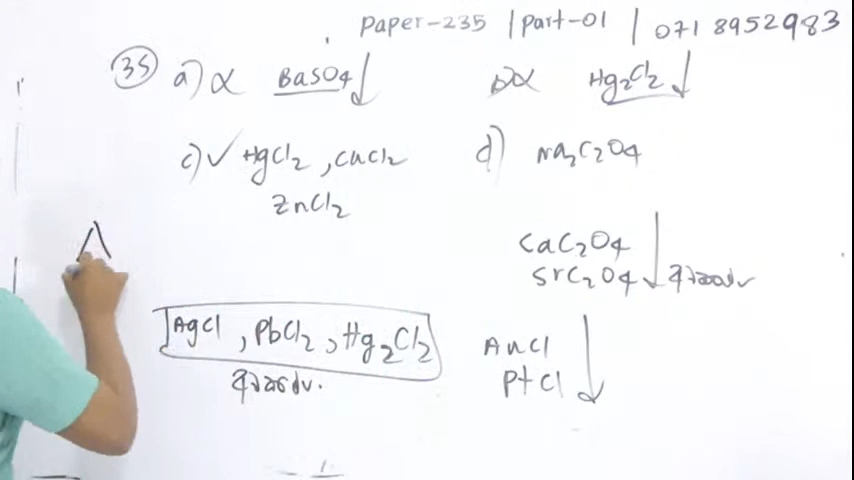 Paper-235 | Part-01 | 071 8952983
35 a) ∝ BaSO4↓ b) ∝ Hg2Cl2↓
c) ✓ HgCl2 , CuCl2 d) Na2C2O4
ZnCl2
CaC2O4
SrC2O4 ↓
AgCl , PbCl2 , Hg2Cl2
AuCl
PtCl ↓